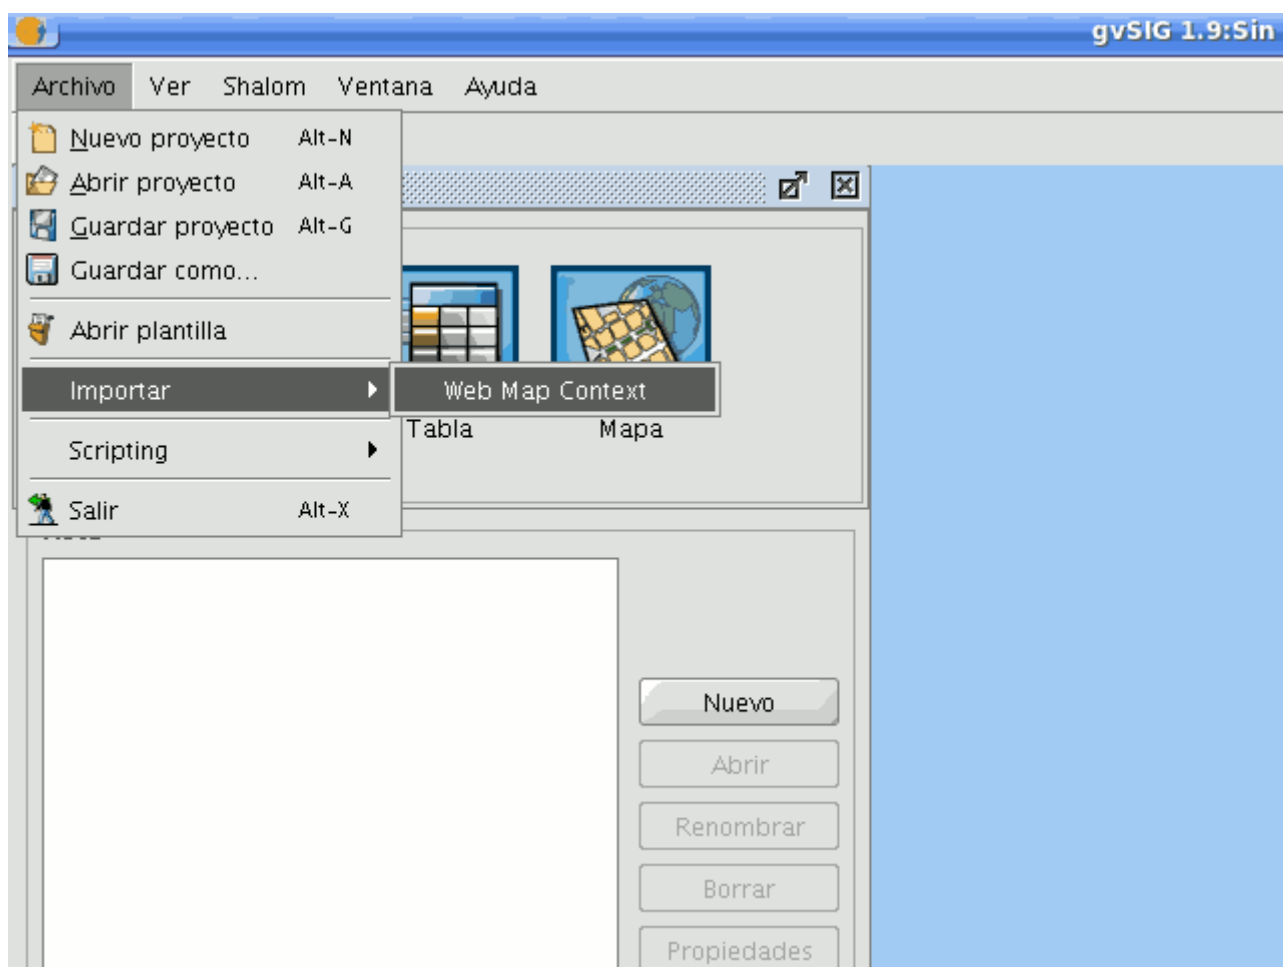 gvSIG 1.9:Sin
Archivo Ver Shalom Ventana Ayuda
Nuevo proyecto Alt-N
Abrir proyecto Alt-A
Guardar proyecto Alt-G
Guardar como...
Abrir plantilla
Importar Web Map Context
Tabla Mapa
Scripting
Salir Alt-X
Nuevo
Abrir
Renombrar
Borrar
Propiedades